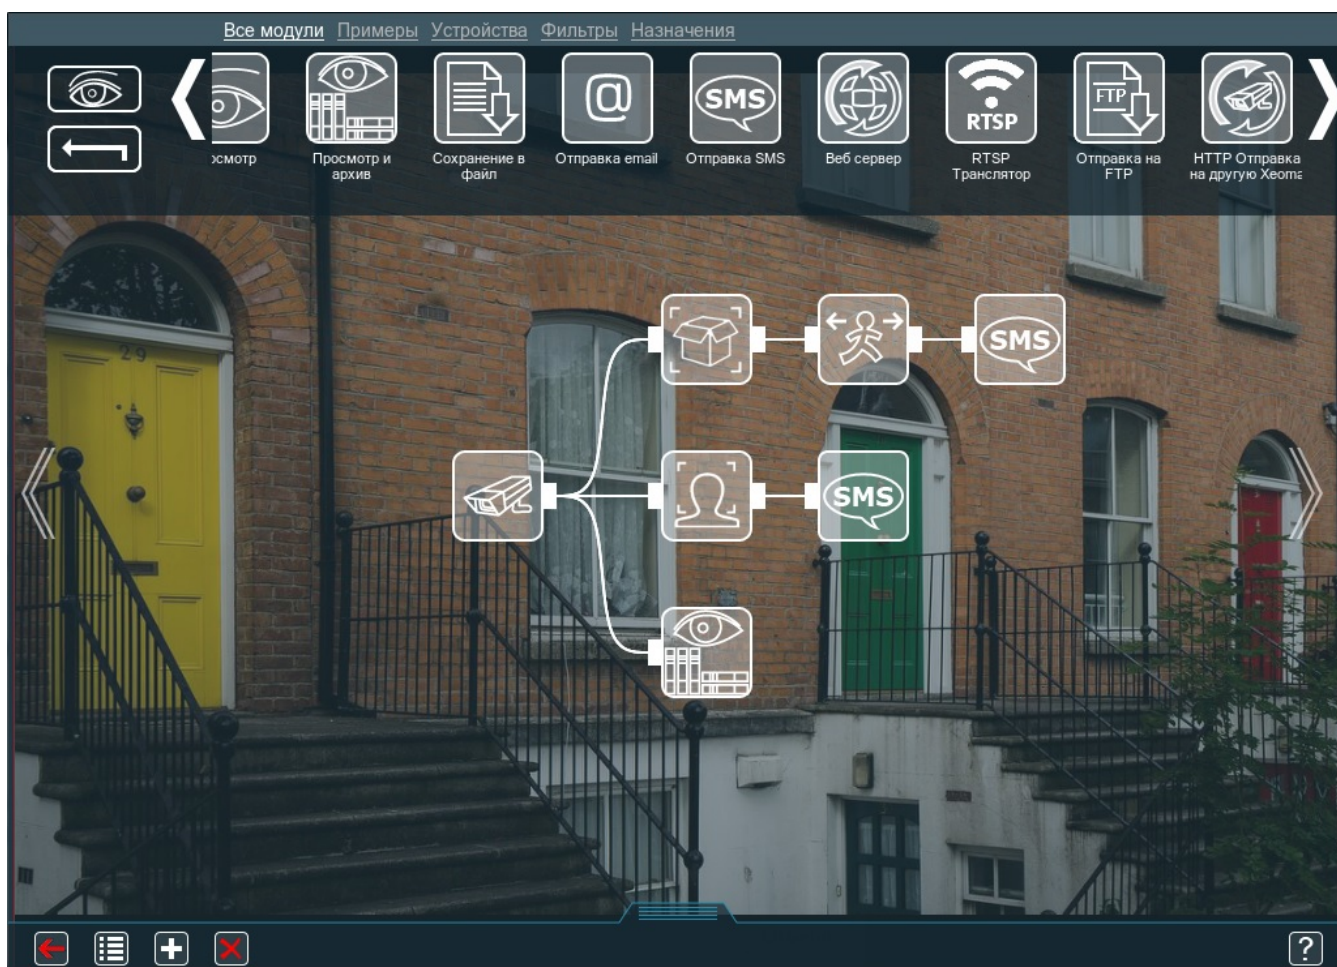 Все модули Примеры Устройства Фильтры Назначения
@ SMS RTSP FTP
осмотр
Просмотр и
архив
Сохранение в
файл
Отправка email
Отправка SMS
Веб сервер
RTSP
Транслятор
Отправка на
FTP
HTTP Отправка
на другую Xeoma
29
SMS
SMS
?